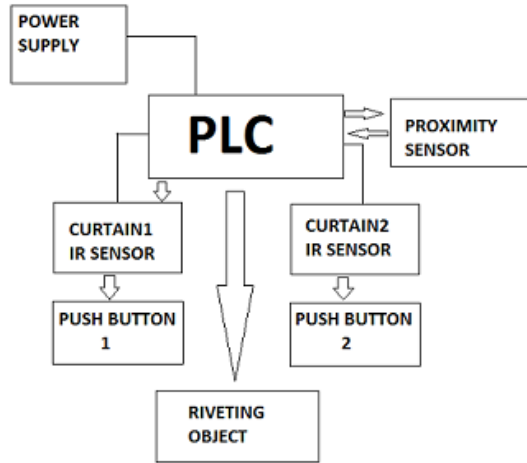 POWER
SUPPLY
PLC
PROXIMITY
SENSOR
CURTAIN1
IR SENSOR
CURTAIN2
IR SENSOR
PUSH BUTTON
1
PUSH BUTTON
2
RIVETING
OBJECT